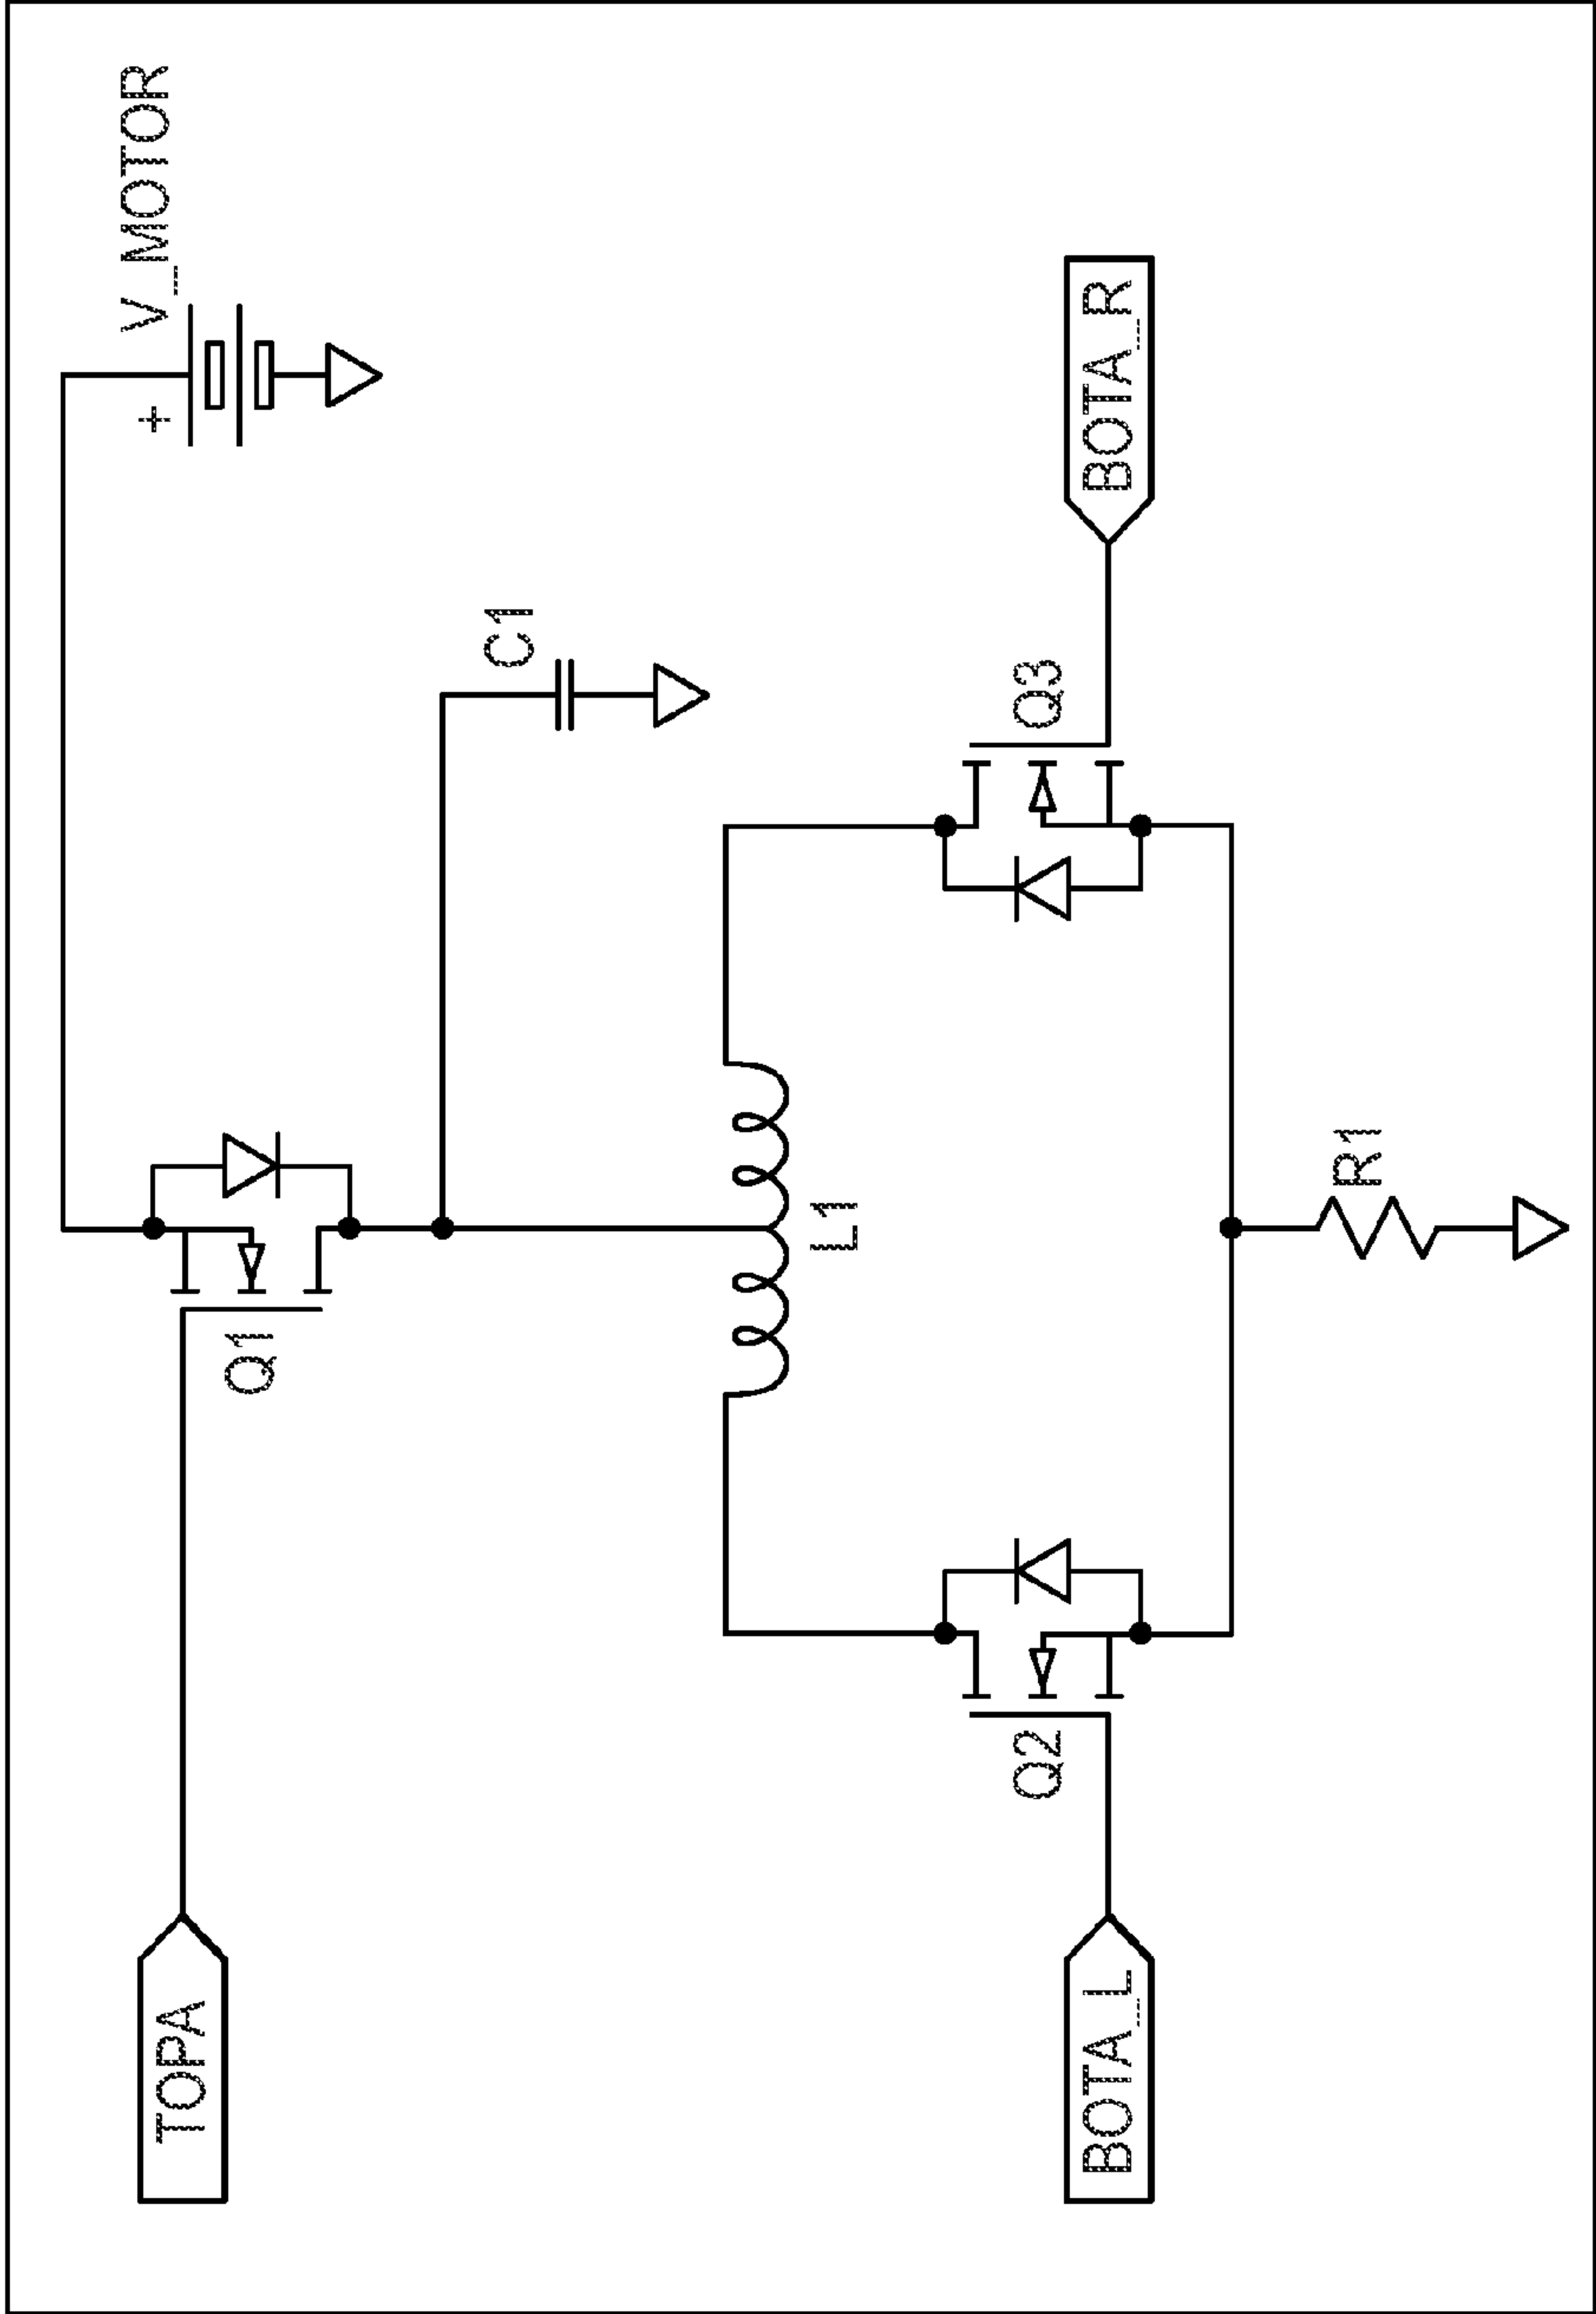 V_MOTOR
TOPA
Q1
C1
L1
Q2
Q3
BOTA_L
BOTA_R
R1